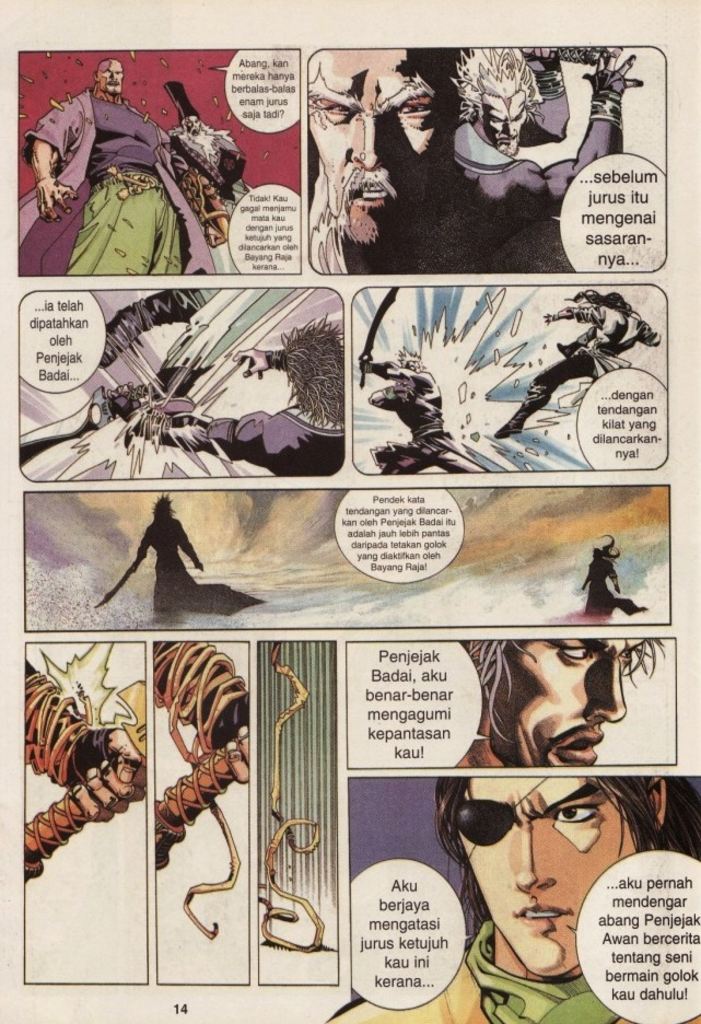 Abang, kan
mereka hanya
berbalas-balas
enam jurus
saja tadi?
Tidak! Kau
gagal menjamu
mata kau
dengan jurus
ketujuh yang
dilancarkan oleh
Bayang Raja
kerana...
...sebelum
jurus itu
mengenai
sasaran-
nya...
...ia telah
dipatahkan
oleh
Penjejak
Badai...
...dengan
tendangan
kilat yang
dilancarkan-
nya!
Pendek kata
tendangan yang dilancar-
kan oleh Penjejak Badai itu
adalah jauh lebih pantas
daripada tetakan golok
yang diaktifkan oleh
Bayang Raja!
Penjejak
Badai, aku
benar-benar
mengagumi
kepantasan
kau!
Aku
berjaya
mengatasi
jurus ketujuh
kau ini
kerana...
...aku pernah
mendengar
abang Penjejak
Awan bercerita
tentang seni
bermain golok
kau dahulu!
14